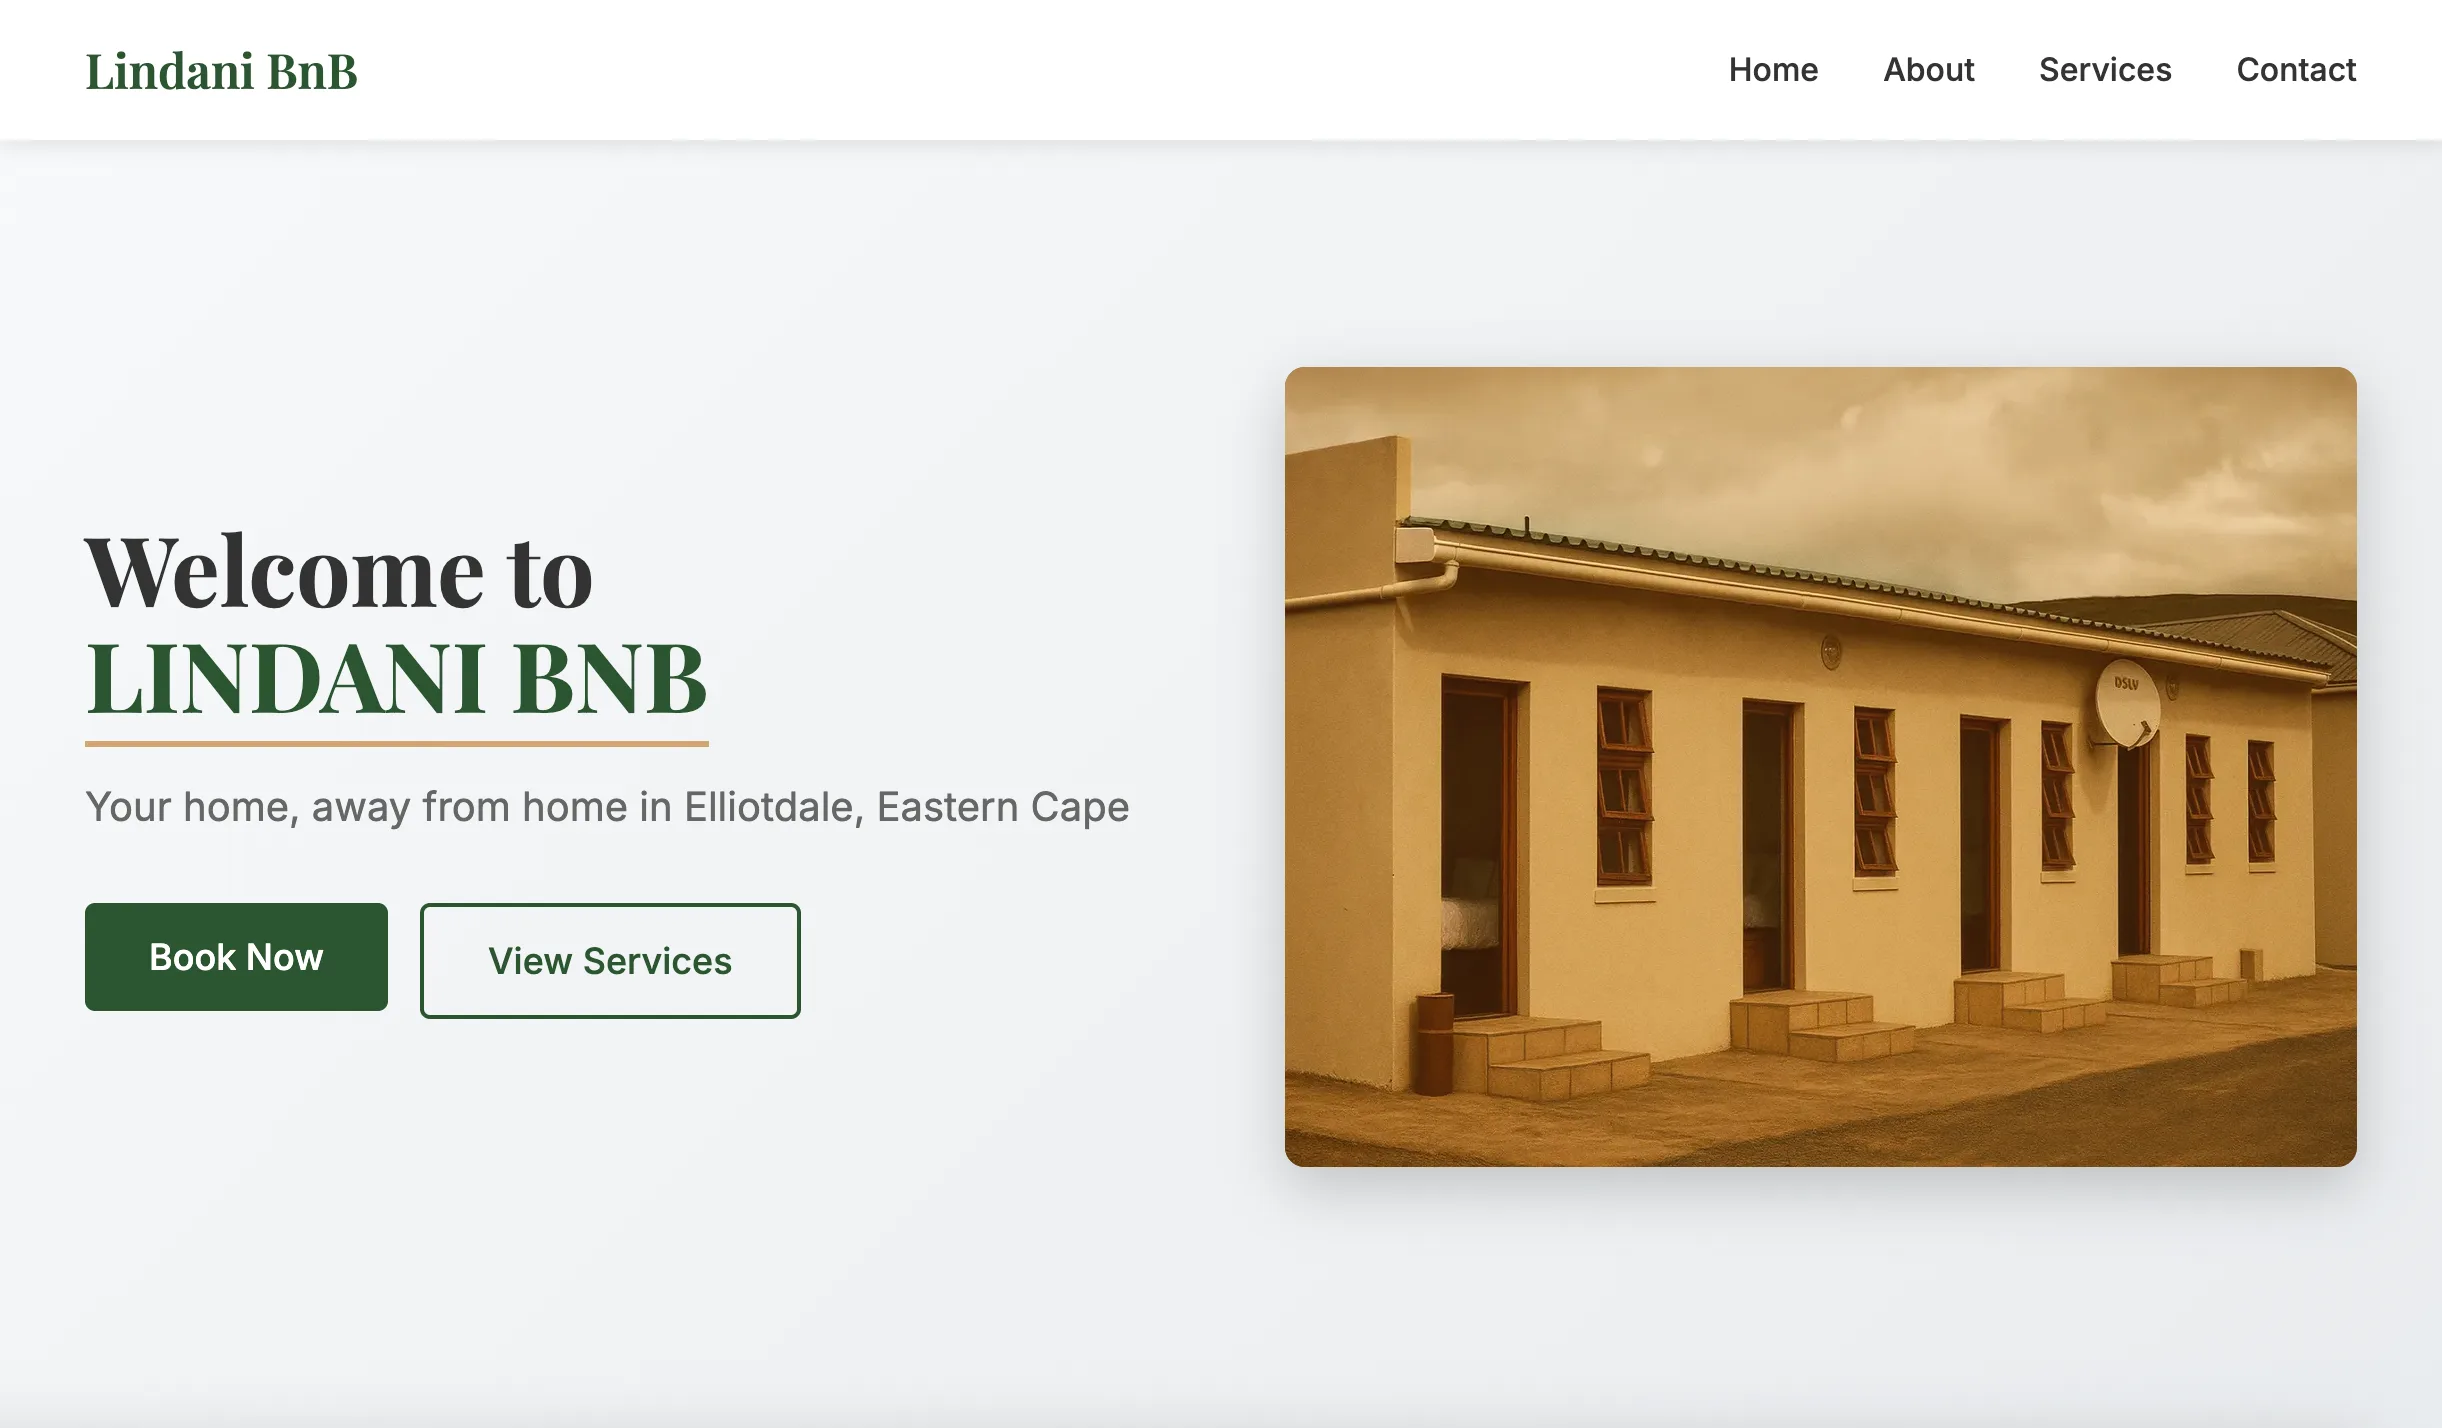 Lindani BnB
Home
About
Services
Contact
Welcome to
LINDANI BNB
Your home, away from home in Elliotdale, Eastern Cape
Book Now
View Services
DSLV